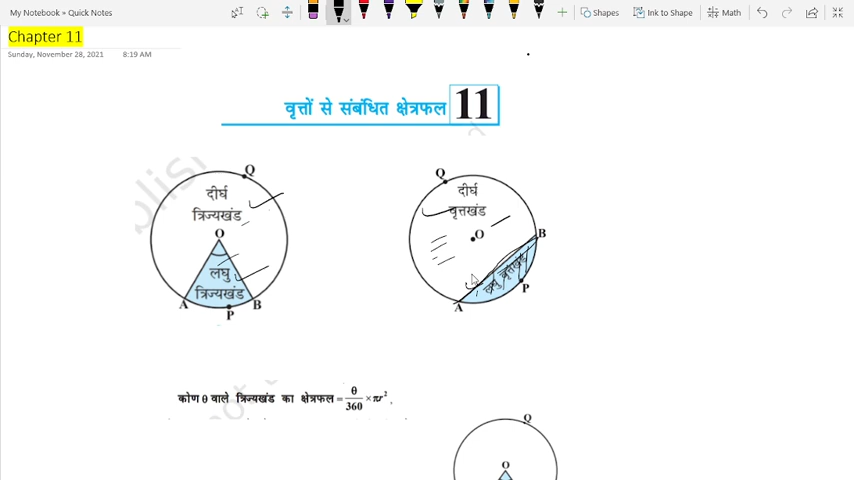 My Notebook » Quick Notes
Shapes
Ink to Shape
Math
Chapter 11
Sunday, November 28, 2021 8:19 AM
वृत्तों से संबंधित क्षेत्रफल 11
Q
दीर्घ
त्रिज्यखंड
O
लघु
त्रिज्यखंड
A
B
P
Q
दीर्घ
वृत्तखंड
O
B
लघु वृत्तखंड
P
A
कोण θ वाले त्रिज्यखंड का क्षेत्रफल = θ/360 × πr²,
Q
O